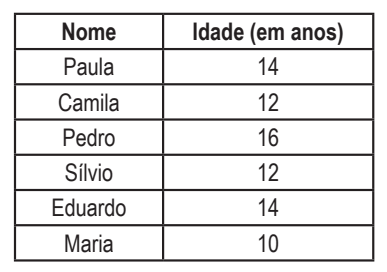 Nome Idade (em anos)
Paula 14
Camila 12
Pedro 16
Sílvio 12
Eduardo 14
Maria 10